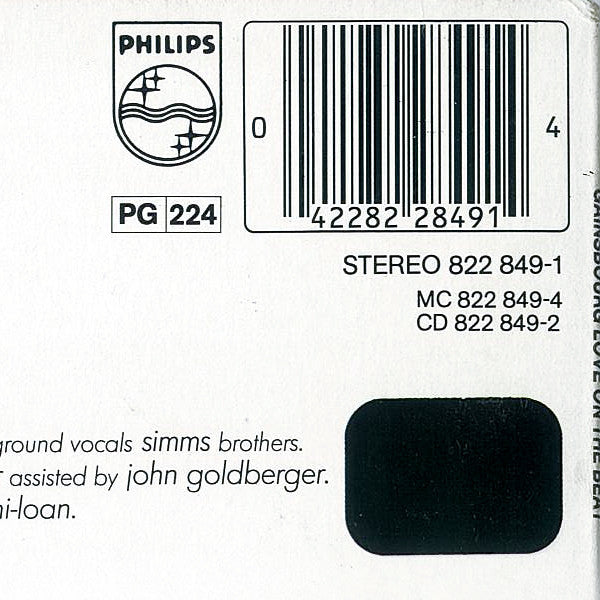 PHILIPS
0 42282 28491 4
PG 224
STEREO 822 849-1
MC 822 849-4
CD 822 849-2
ground vocals simms brothers.
assisted by john goldberger.
-loan.
GAINSBOURG LOVE ON THE BEAT